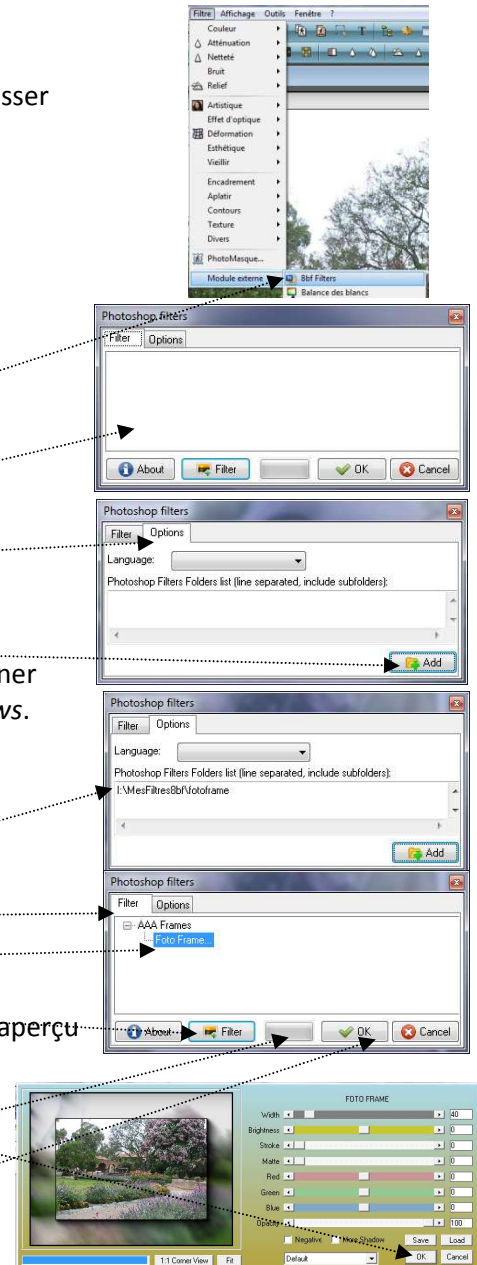 Filtre Affichage Outils Fenêtre ?
Couleur
Atténuation
Netteté
Bruit
Relief
Artistique
Effet d'optique
Déformation
Esthétique
Vieillir
Encadrement
Aplatir
Contours
Texture
Divers
PhotoMasque...
Module externe 8bf Filters
Balance des blancs
sser
Photoshop filters
Filter Options
About Filter OK Cancel
Photoshop filters
Filter Options
Language:
Photoshop Filters Folders list (line separated, include subfolders):
Add
ner
ws.
Photoshop filters
Filter Options
Language:
Photoshop Filters Folders list (line separated, include subfolders):
I:\MesFiltres8bf\fotoframe
Add
Photoshop filters
Filter Options
AAA Frames
Foto Frame...
aperçu
About Filter OK Cancel
FOTO FRAME
Width 40
Brightness 0
Stroke 0
Matte 0
Red 0
Green 0
Blue 0
Opacity 100
Negative More Shadow Save Load
1:1 Corner View Fit Default OK Cancel